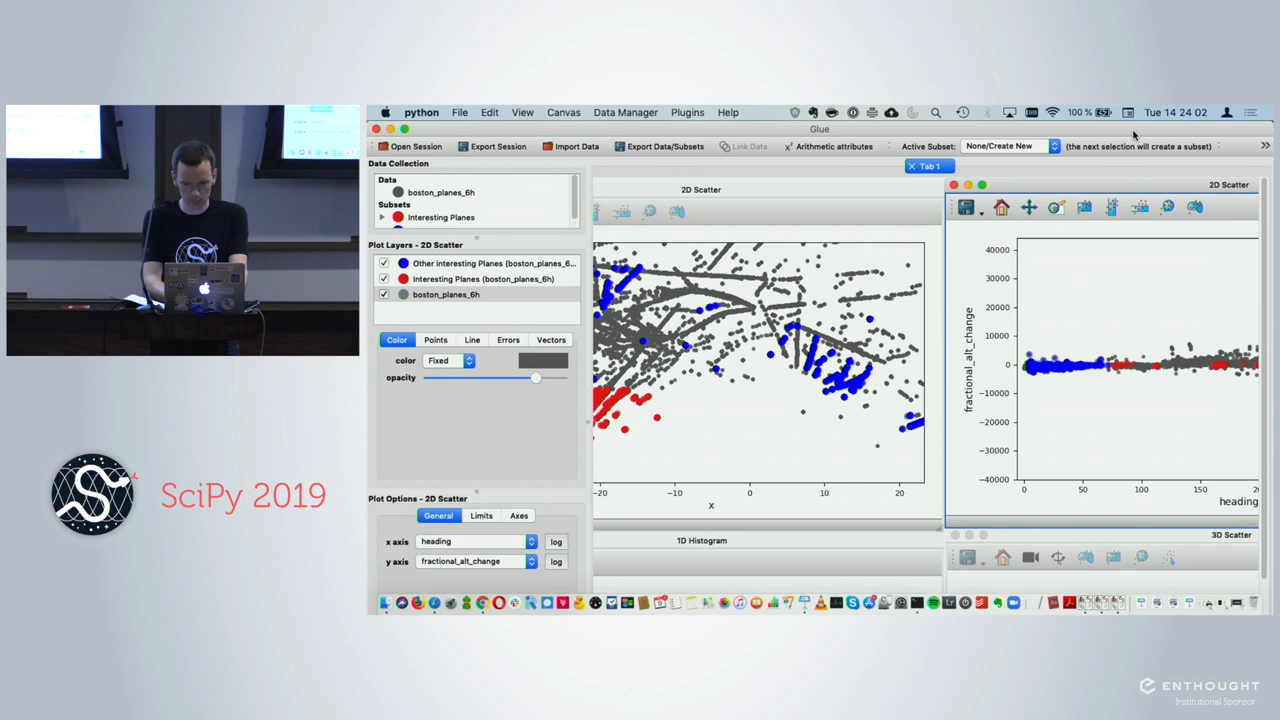 python File Edit View Canvas Data Manager Plugins Help 100 % Tue 14 24 02
Glue
Open Session Export Session Import Data Export Data/Subsets Link Data Arithmetic attributes Active Subset: None/Create New (the next selection will create a subset) »
Data Collection
Tab 1
Data
boston_planes_6h
Subsets
Interesting Planes
Plot Layers - 2D Scatter
Other interesting Planes (boston_planes_6...
Interesting Planes (boston_planes_6h)
boston_planes_6h
Color Points Line Errors Vectors
color Fixed
opacity
Plot Options - 2D Scatter
General Limits Axes
x axis heading log
y axis fractional_alt_change log
2D Scatter
−20 −10 0 10 20
x
1D Histogram
2D Scatter
40000
30000
20000
10000
0
−10000
−20000
−30000
−40000
fractional_alt_change
0 50 100 150 20
heading
3D Scatter
SciPy 2019
ENTHOUGHT
Institutional Sponsor